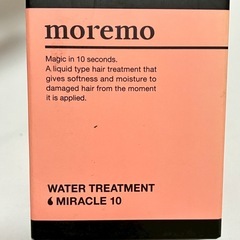 moremo
Magic in 10 seconds.
A liquid type hair treatment that
gives softness and moisture to
damaged hair from the moment
it is applied.
WATER TREATMENT
MIRACLE 10